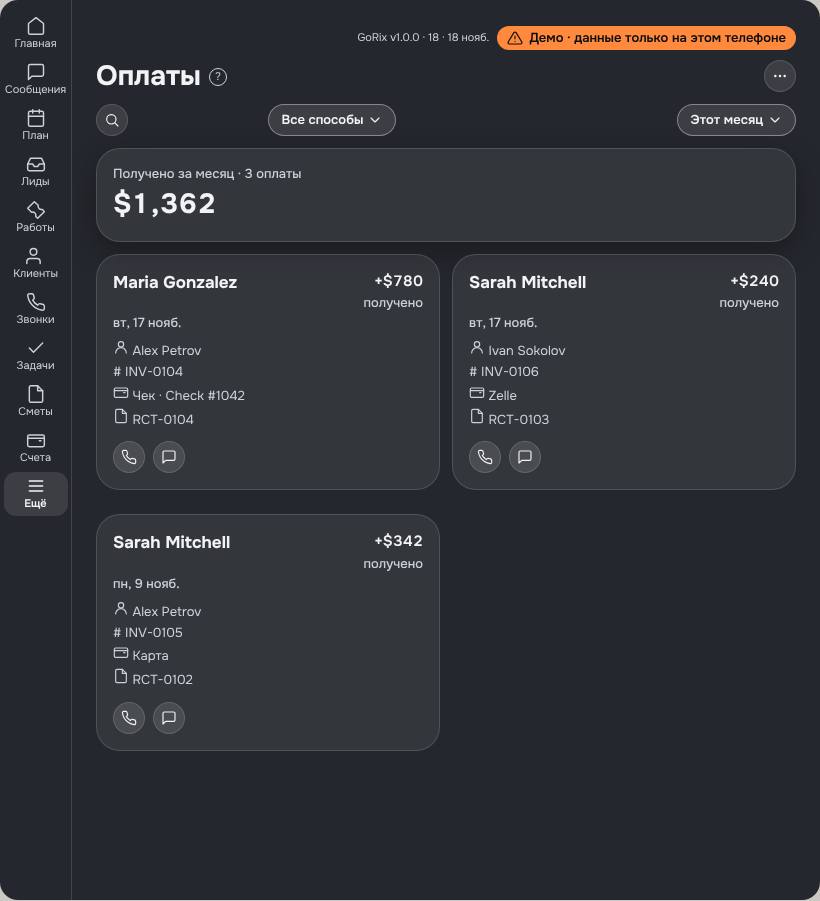 GoRix v1.0.0 · 18 · 18 нояб.
Демо · данные только на этом телефоне
Главная
Сообщения
План
Лиды
Работы
Клиенты
Звонки
Задачи
Сметы
Счета
Ещё
Оплаты ?
Все способы
Этот месяц
Получено за месяц · 3 оплаты
$1,362
Maria Gonzalez
+$780
получено
вт, 17 нояб.
Alex Petrov
# INV-0104
Чек · Check #1042
RCT-0104
Sarah Mitchell
+$240
получено
вт, 17 нояб.
Ivan Sokolov
# INV-0106
Zelle
RCT-0103
Sarah Mitchell
+$342
получено
пн, 9 нояб.
Alex Petrov
# INV-0105
Карта
RCT-0102